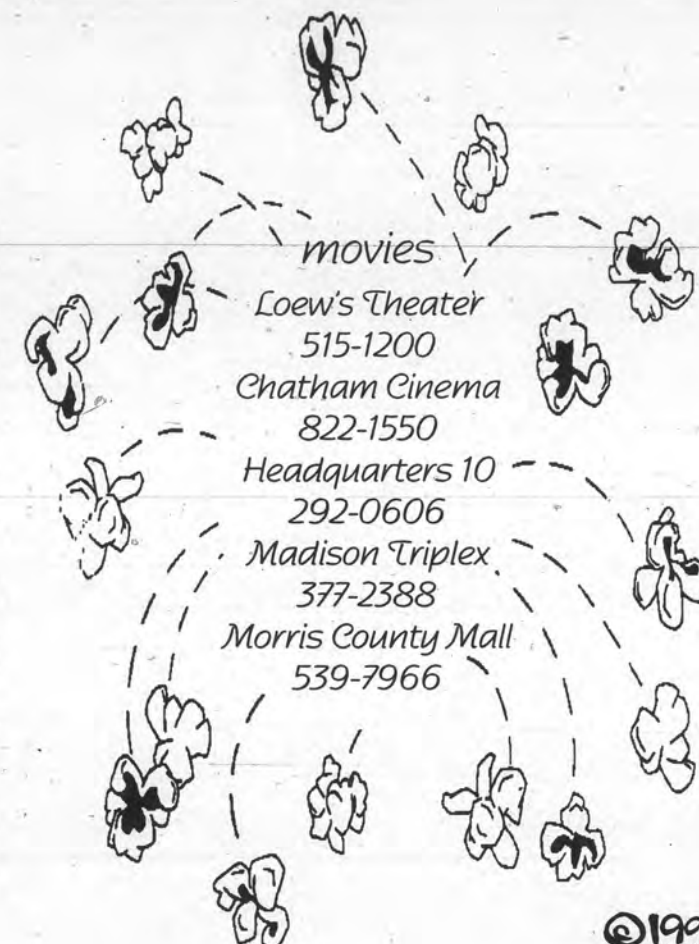 movies
Loew's Theater
515-1200
Chatham Cinema
822-1550
Headquarters 10
292-0606
Madison Triplex
377-2388
Morris County Mall
539-7966